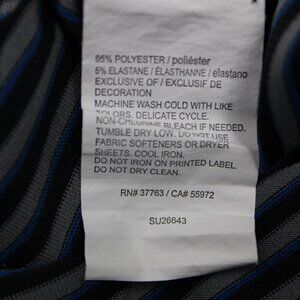 95% POLYESTER / poliéster
5% ELASTANE / ÉLASTHANNE / elastano
EXCLUSIVE OF / EXCLUSIF DE
DECORATION
MACHINE WASH COLD WITH LIKE
COLORS. DELICATE CYCLE.
NON-CHLORINE BLEACH IF NEEDED.
TUMBLE DRY LOW. DO NOT USE
FABRIC SOFTENERS OR DRYER
SHEETS. COOL IRON.
DO NOT IRON ON PRINTED LABEL.
DO NOT DRY CLEAN.
RN# 37763 / CA# 55972
SU26643